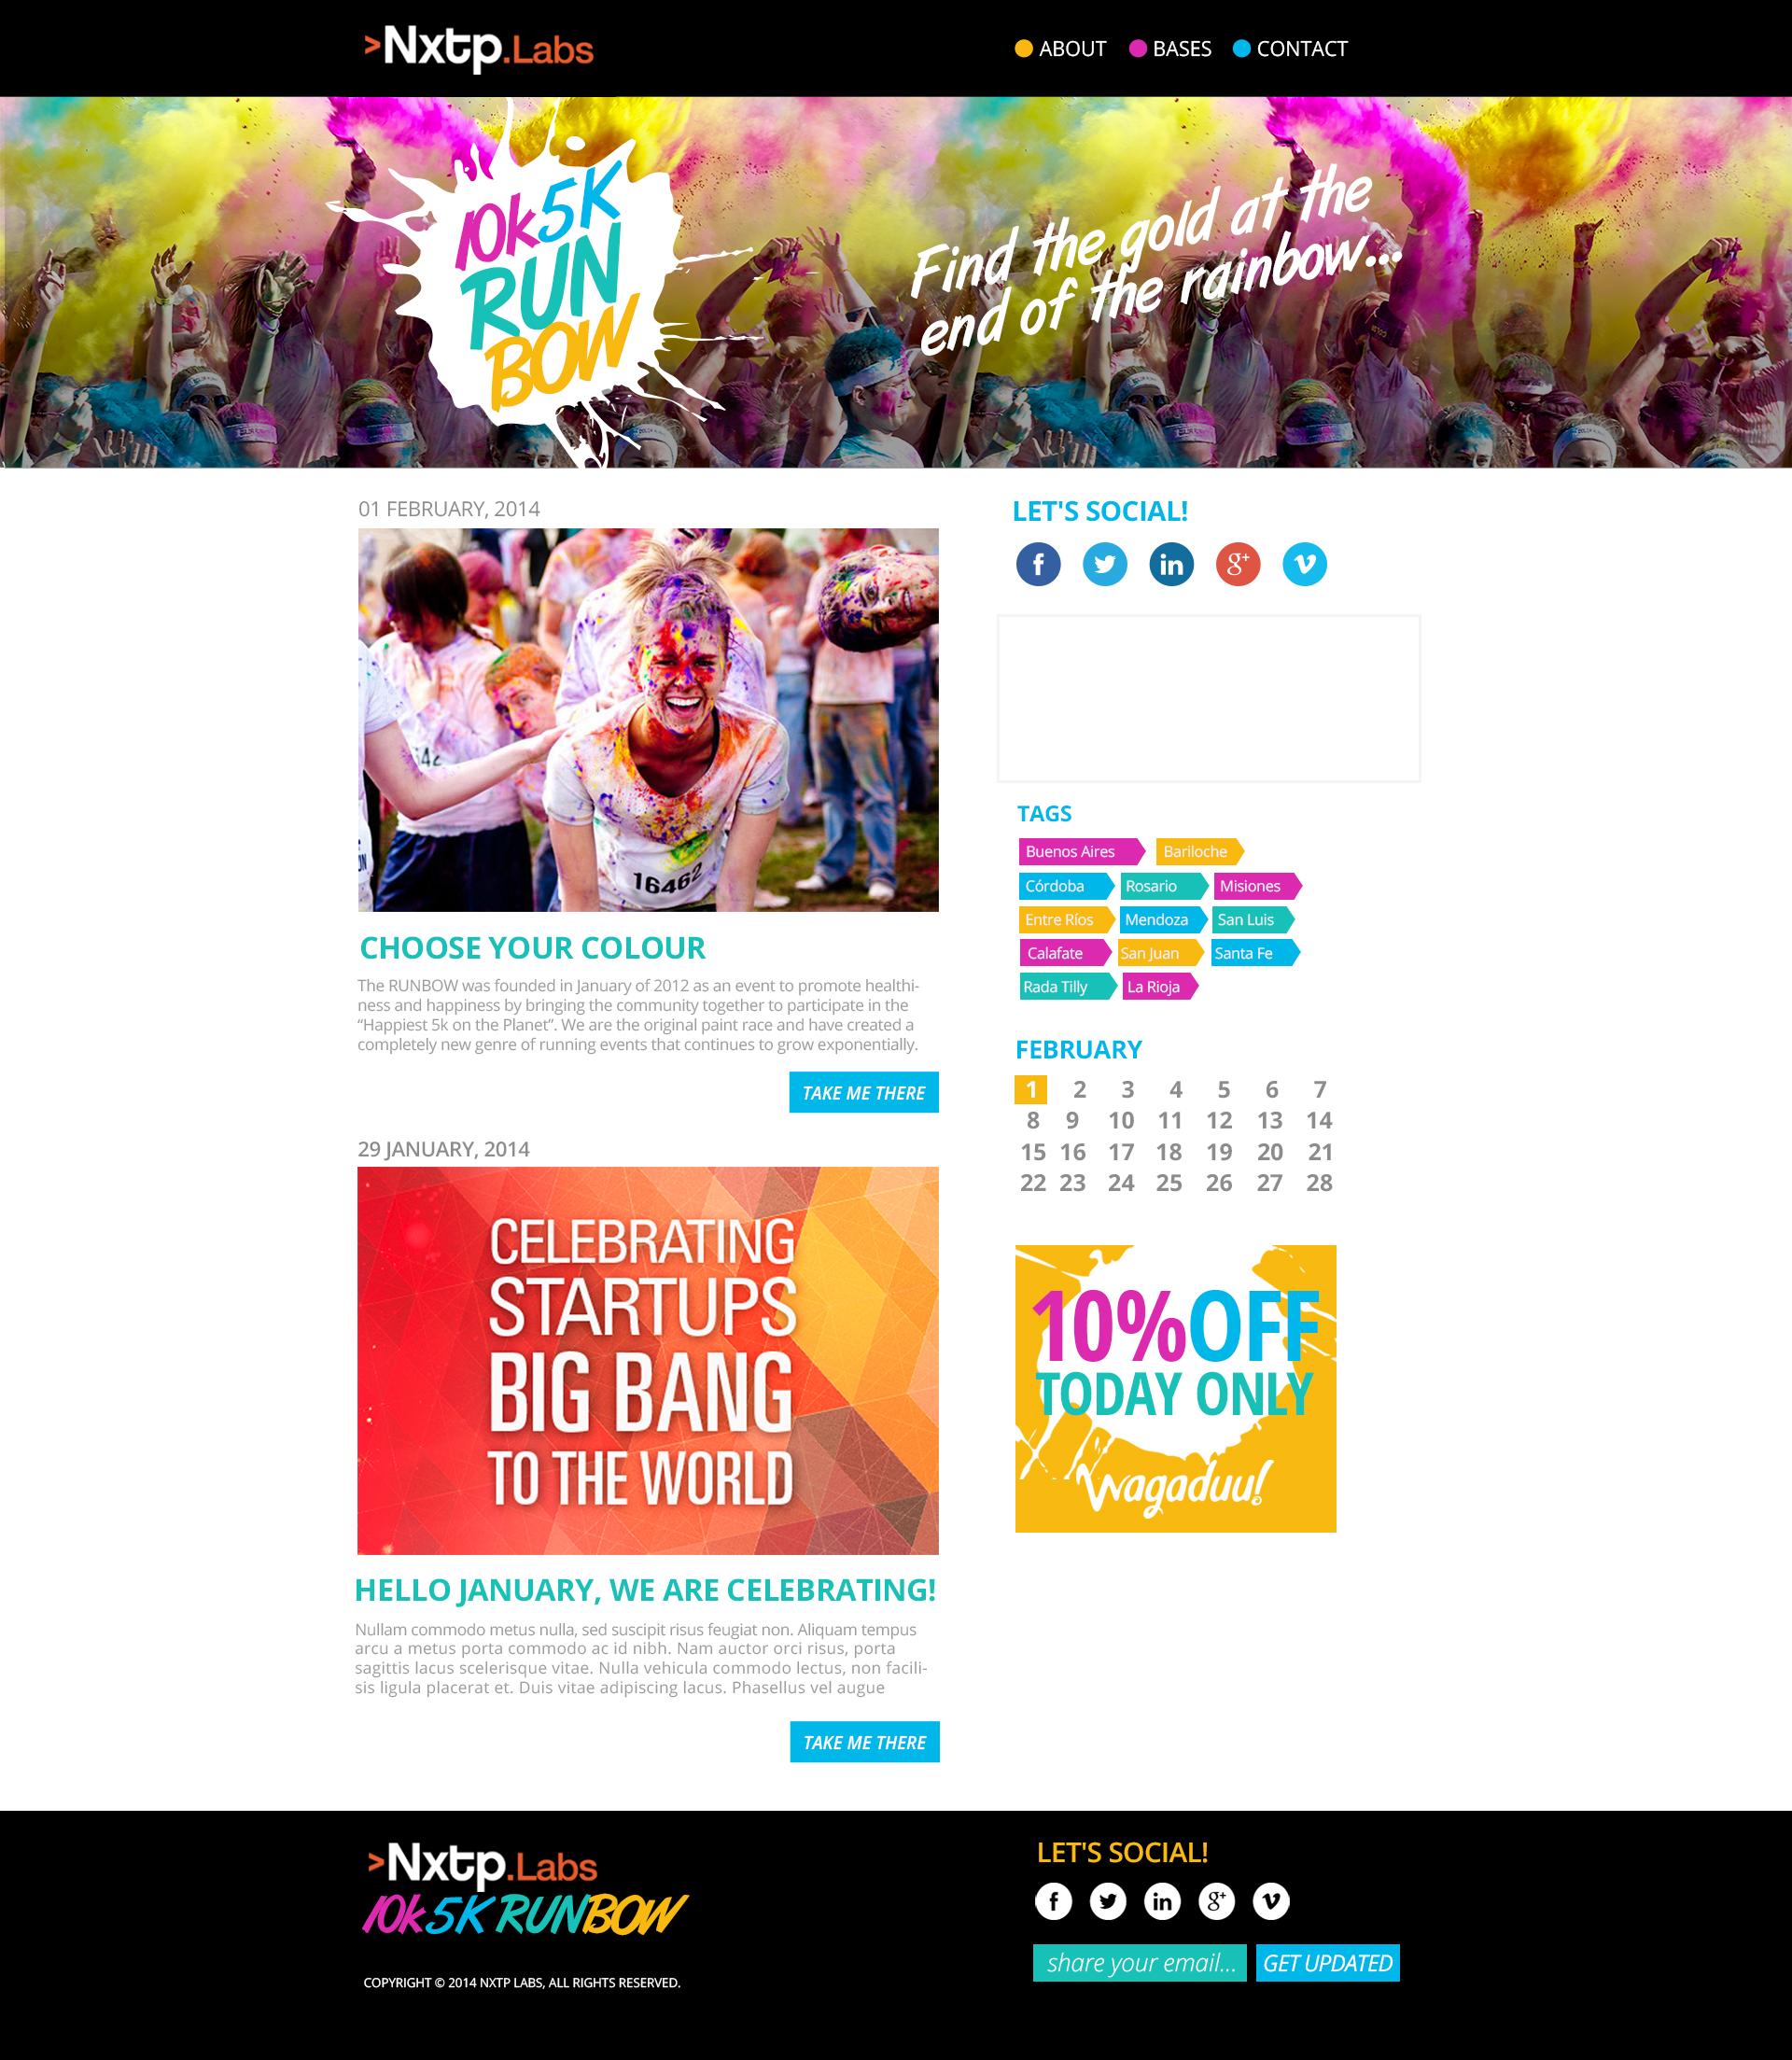 >Nxtp.Labs
ABOUT BASES CONTACT
10k5K
RUN
BOW
Find the gold at the
end of the rainbow...
01 FEBRUARY, 2014
16462
CHOOSE YOUR COLOUR
The RUNBOW was founded in January of 2012 as an event to promote healthi-
ness and happiness by bringing the community together to participate in the
“Happiest 5k on the Planet”. We are the original paint race and have created a
completely new genre of running events that continues to grow exponentially.
TAKE ME THERE
29 JANUARY, 2014
CELEBRATING
STARTUPS
BIG BANG
TO THE WORLD
HELLO JANUARY, WE ARE CELEBRATING!
Nullam commodo metus nulla, sed suscipit risus feugiat non. Aliquam tempus
arcu a metus porta commodo ac id nibh. Nam auctor orci risus, porta
sagittis lacus scelerisque vitae. Nulla vehicula commodo lectus, non facili-
sis ligula placerat et. Duis vitae adipiscing lacus. Phasellus vel augue
TAKE ME THERE
LET'S SOCIAL!
f in g+ v
TAGS
Buenos Aires Bariloche
Córdoba Rosario Misiones
Entre Ríos Mendoza San Luis
Calafate San Juan Santa Fe
Rada Tilly La Rioja
FEBRUARY
1 2 3 4 5 6 7
8 9 10 11 12 13 14
15 16 17 18 19 20 21
22 23 24 25 26 27 28
10%OFF
TODAY ONLY
Wagaduu!
>Nxtp.Labs
10k5K RUNBOW
COPYRIGHT © 2014 NXTP LABS, ALL RIGHTS RESERVED.
LET'S SOCIAL!
f in g+ v
share your email... GET UPDATED